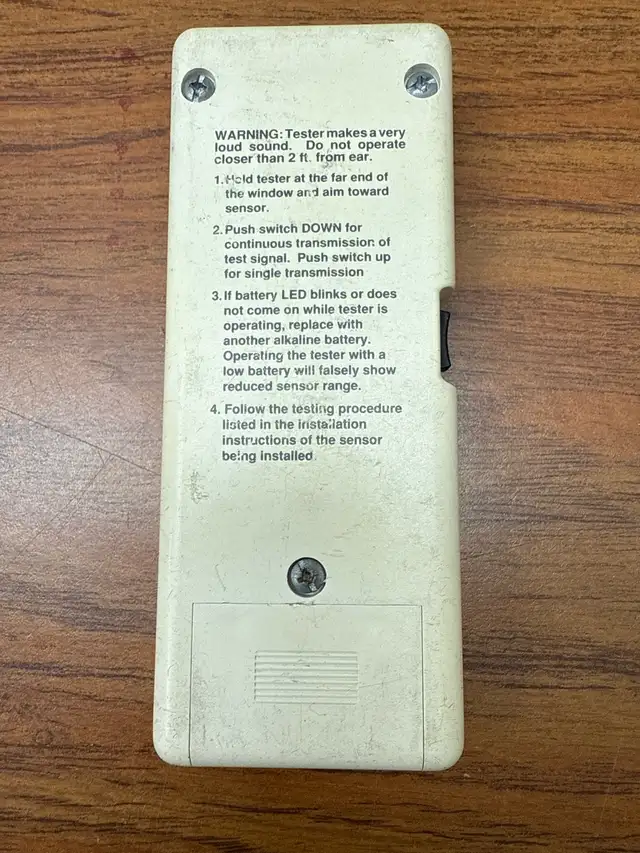 WARNING: Tester makes a very
loud sound. Do not operate
closer than 2 ft. from ear.
1. Hold tester at the far end of
the window and aim toward
sensor.
2. Push switch DOWN for
continuous transmission of
test signal. Push switch up
for single transmission
3. If battery LED blinks or does
not come on while tester is
operating, replace with
another alkaline battery.
Operating the tester with a
low battery will falsely show
reduced sensor range.
4. Follow the testing procedure
listed in the installation
instructions of the sensor
being installed.